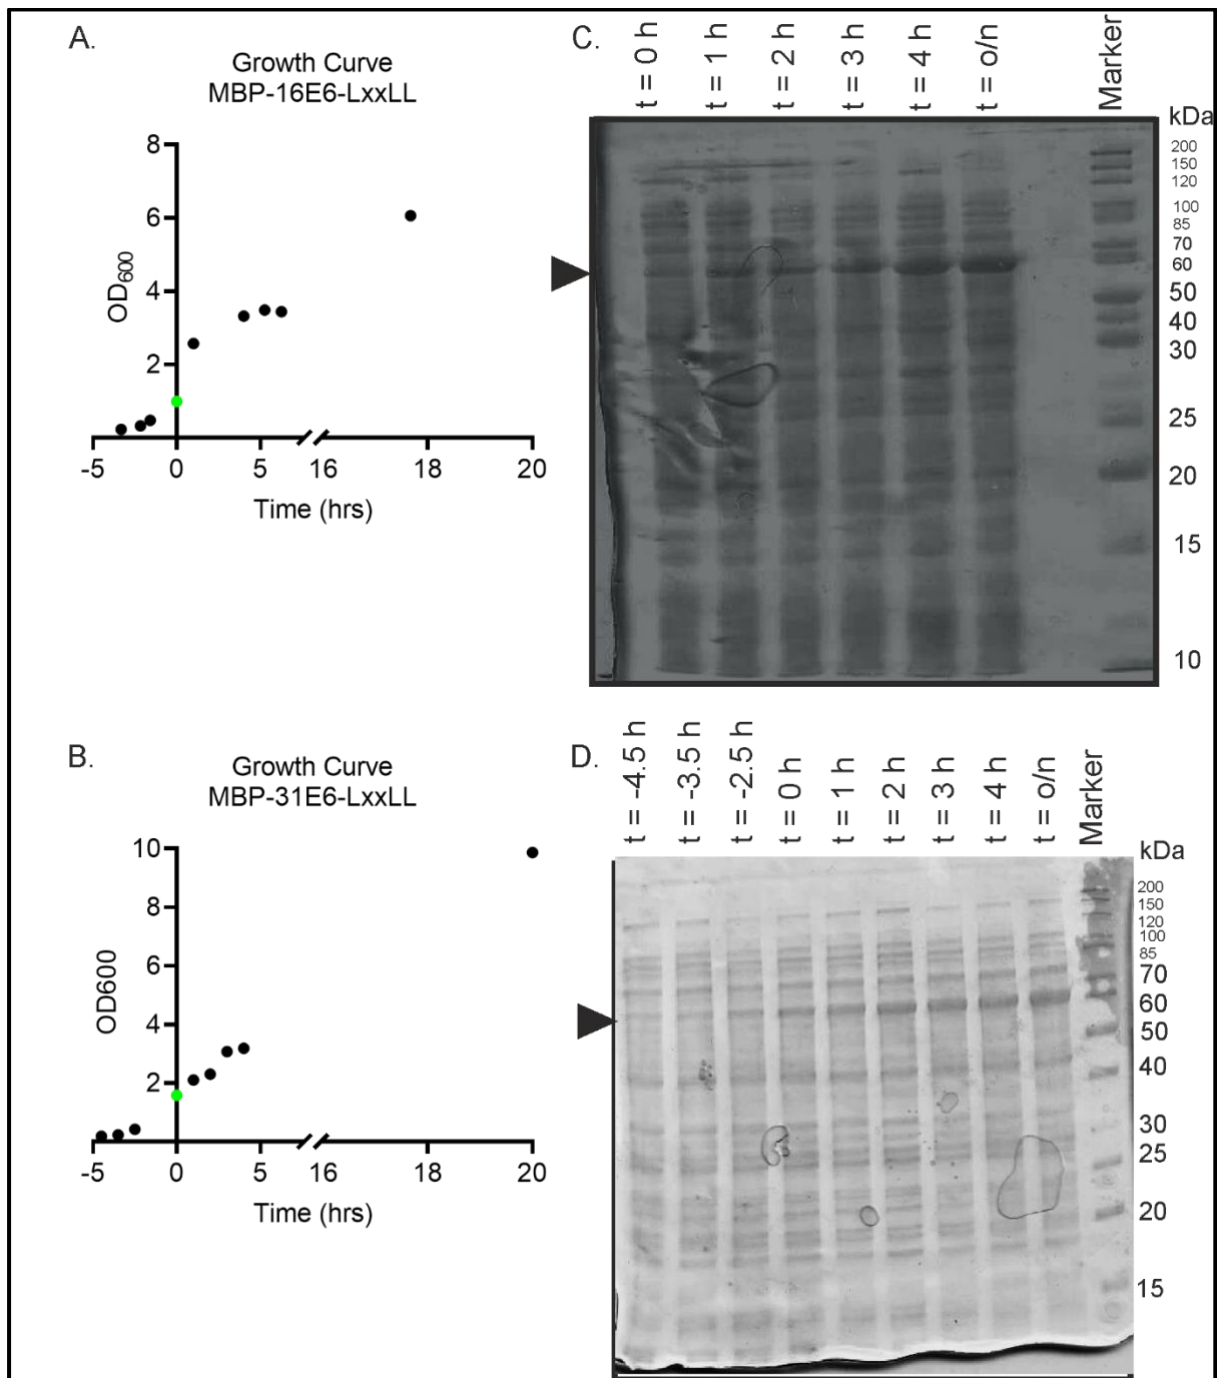 A.
Growth Curve
MBP-16E6-LxxLL
8
6
4
2
OD600
-5 0 5 16 18 20
Time (hrs)
C.
t = 0 h
t = 1 h
t = 2 h
t = 3 h
t = 4 h
t = o/n
Marker
kDa
200
150
120
100
85
70
60
50
40
30
25
20
15
10
B.
Growth Curve
MBP-31E6-LxxLL
10
8
6
4
2
OD600
-5 0 5 16 18 20
Time (hrs)
D.
t = -4.5 h
t = -3.5 h
t = -2.5 h
t = 0 h
t = 1 h
t = 2 h
t = 3 h
t = 4 h
t = o/n
Marker
kDa
200
150
120
100
85
70
60
50
40
30
25
20
15